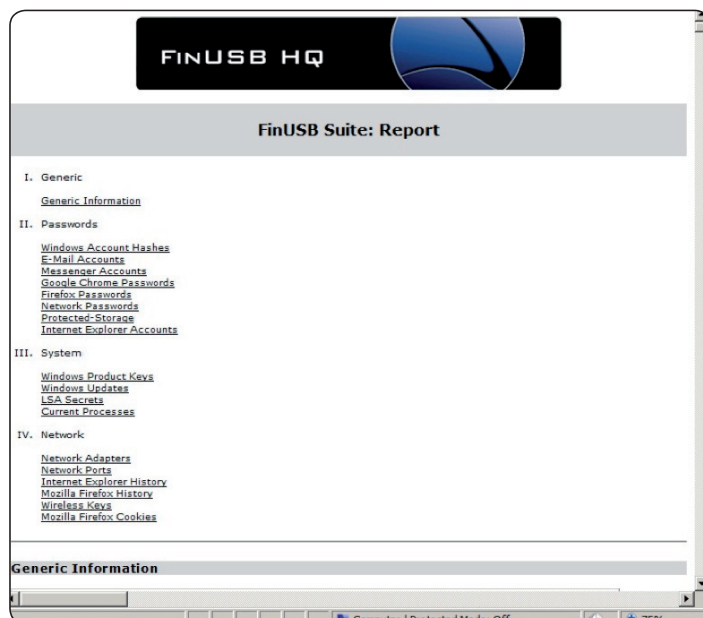 FINUSB HQ
FinUSB Suite: Report
I. Generic
Generic Information
II. Passwords
Windows Account Hashes
E-Mail Accounts
Messenger Accounts
Google Chrome Passwords
Firefox Passwords
Network Passwords
Protected-Storage
Internet Explorer Accounts
III. System
Windows Product Keys
Windows Updates
LSA Secrets
Current Processes
IV. Network
Network Adapters
Network Ports
Internet Explorer History
Mozilla Firefox History
Wireless Keys
Mozilla Firefox Cookies
Generic Information
75%